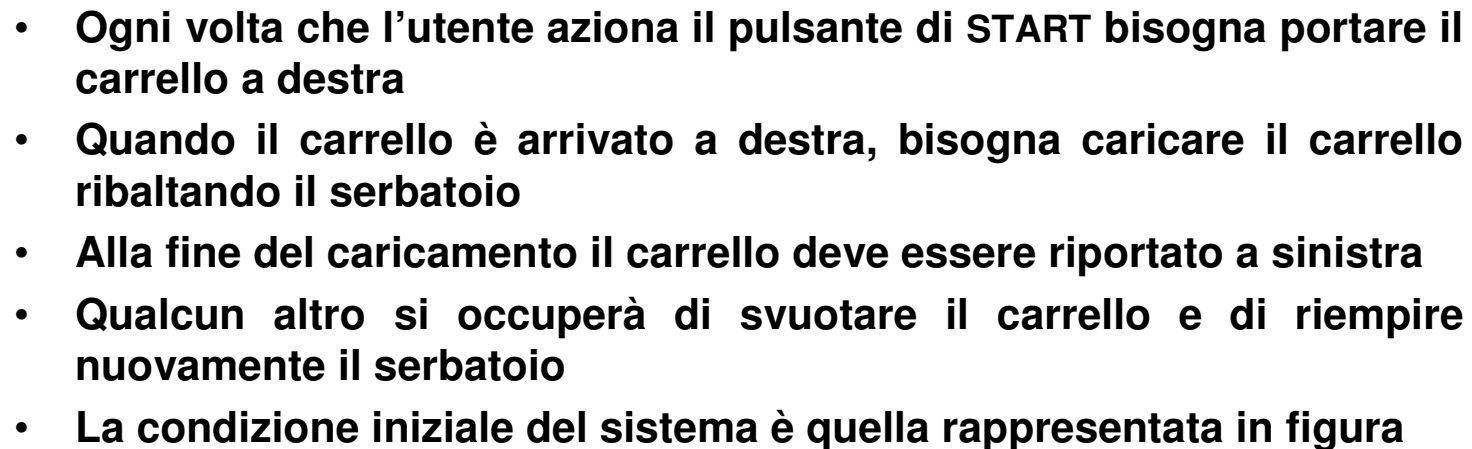 • Ogni volta che l’utente aziona il pulsante di START bisogna portare il
carrello a destra
• Quando il carrello è arrivato a destra, bisogna caricare il carrello
ribaltando il serbatoio
• Alla fine del caricamento il carrello deve essere riportato a sinistra
• Qualcun altro si occuperà di svuotare il carrello e di riempire
nuovamente il serbatoio
• La condizione iniziale del sistema è quella rappresentata in figura